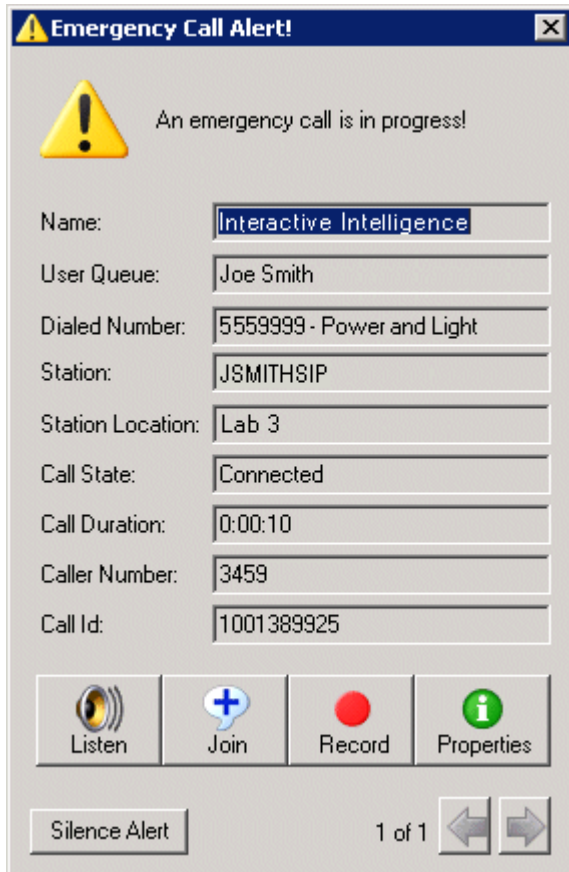 Emergency Call Alert!
An emergency call is in progress!
Name: Interactive Intelligence
User Queue: Joe Smith
Dialed Number: 5559999 - Power and Light
Station: JSMITHSIP
Station Location: Lab 3
Call State: Connected
Call Duration: 0:00:10
Caller Number: 3459
Call Id: 1001389925
Listen Join Record Properties
Silence Alert 1 of 1